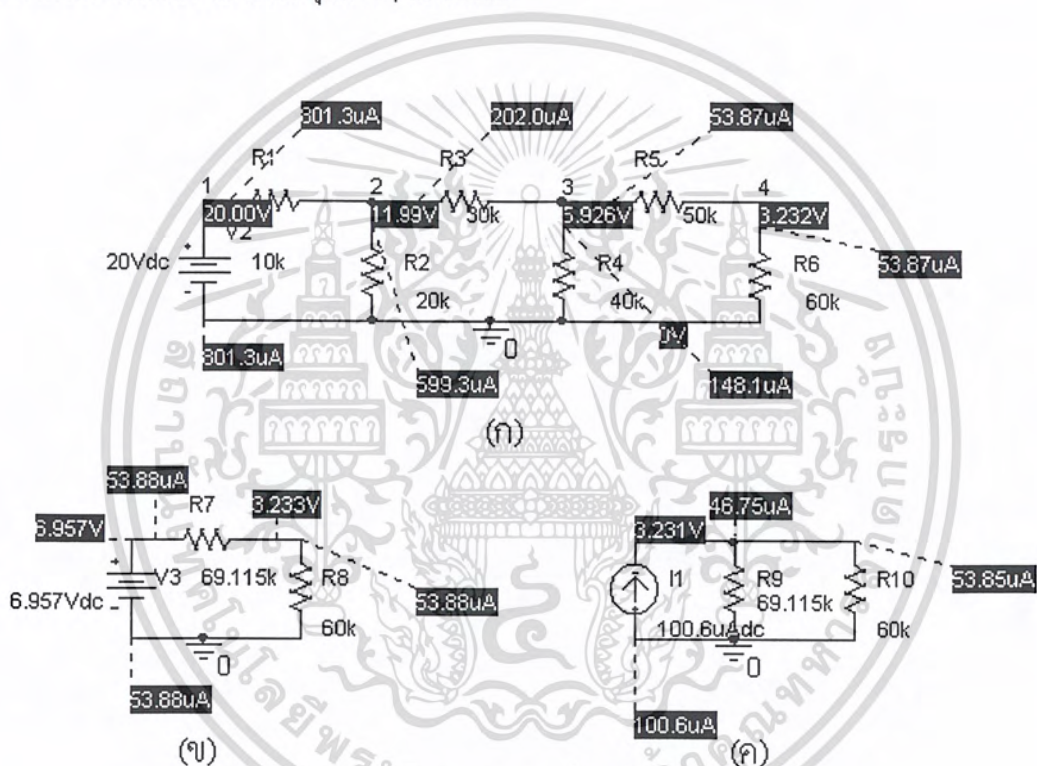 801.3uA
202.0uA
53.87uA
R1
R3
R5
1
2
3
4
20.00V
11.99V
30k
5.926V
50k
3.232V
V2
20Vdc
10k
R2
R4
R6
53.87uA
20k
40k
60k
0V
0
801.3uA
599.3uA
148.1uA
(ก)
53.88uA
R7
3.233V
46.75uA
6.957V
3.231V
V3
69.115k
R8
I1
R9
R10
53.85uA
6.957Vdc
53.88uA
69.115k
60k
100.6uAdc
60k
0
0
53.88uA
100.6uA
(ข)
(ค)